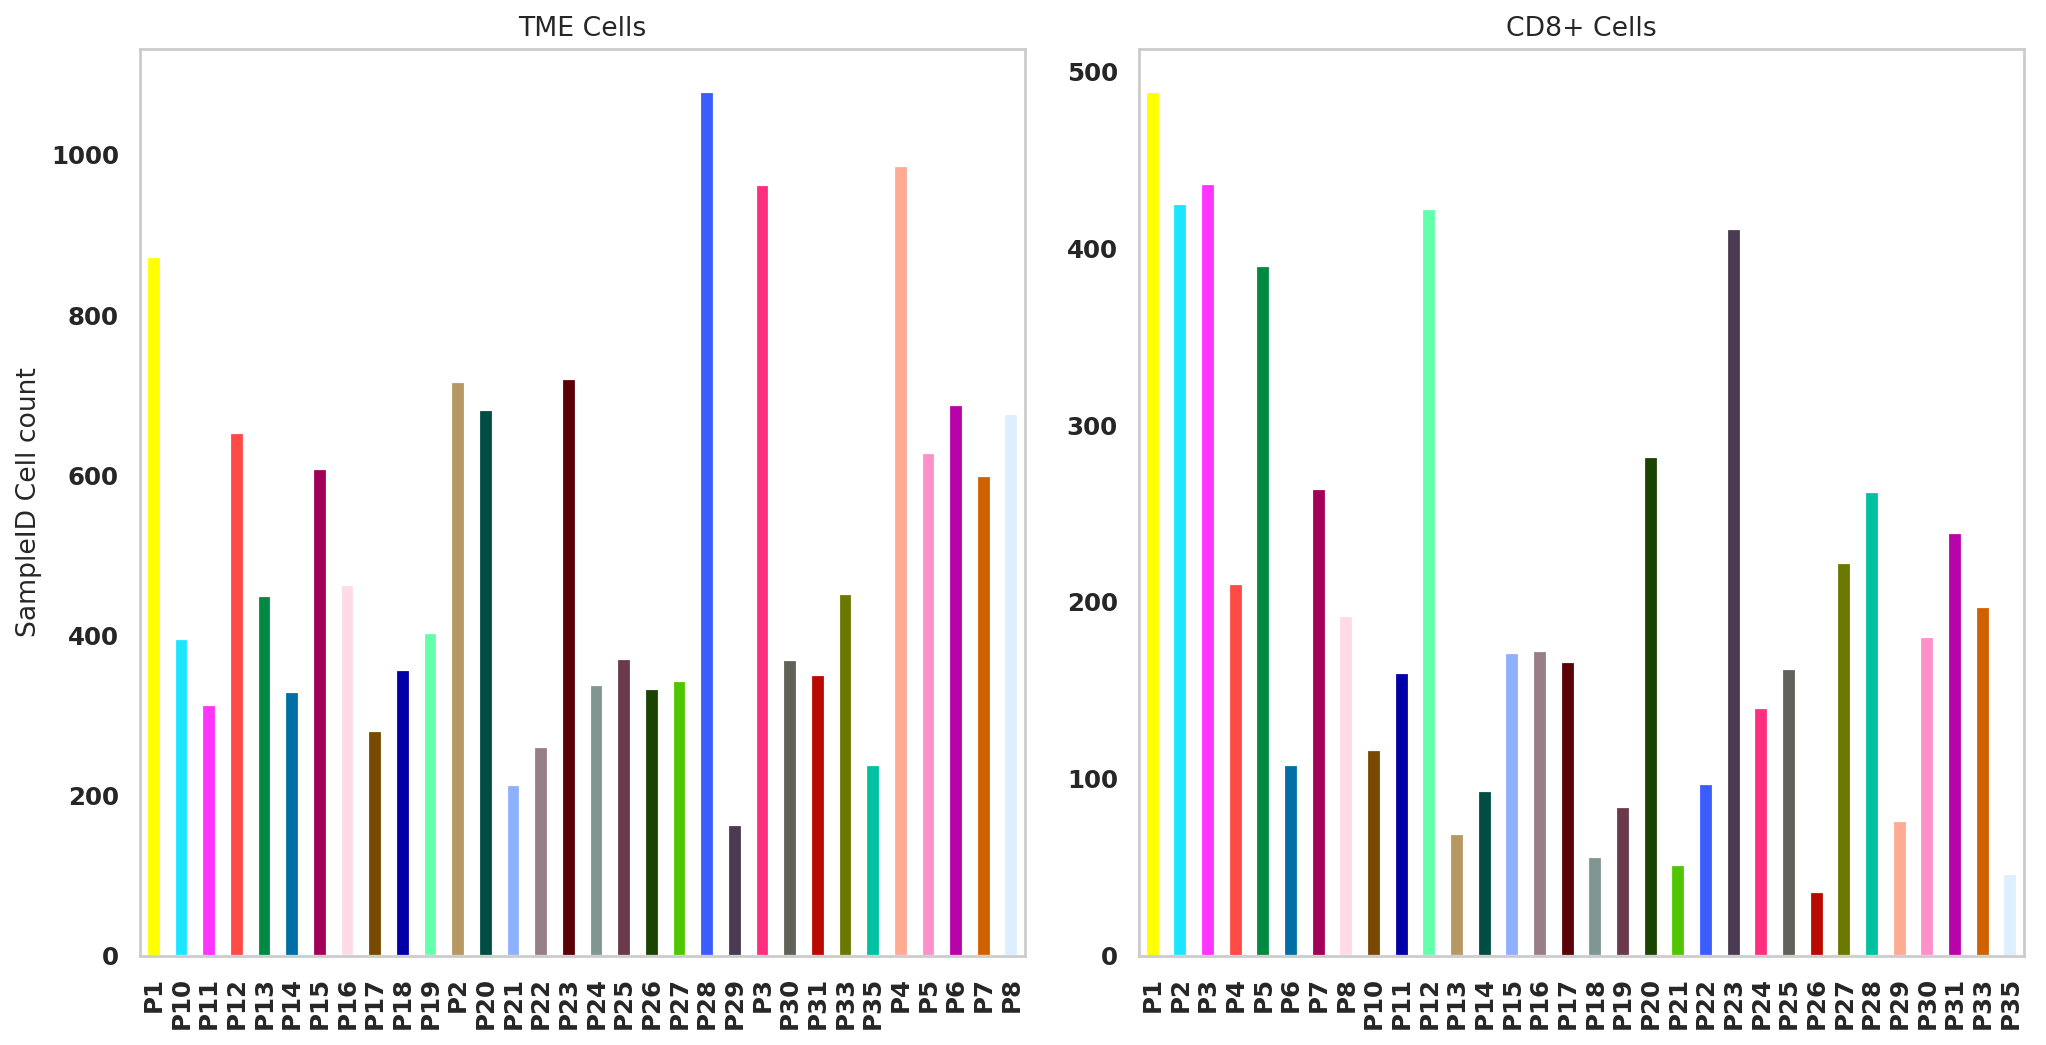 TME Cells
SampleID Cell count
1000
800
600
400
200
0
P1 P10 P11 P12 P13 P14 P15 P16 P17 P18 P19 P2 P20 P21 P22 P23 P24 P25 P26 P27 P28 P29 P3 P30 P31 P33 P35 P4 P5 P6 P7 P8
CD8+ Cells
500
400
300
200
100
0
P1 P2 P3 P4 P5 P6 P7 P8 P10 P11 P12 P13 P14 P15 P16 P17 P18 P19 P20 P21 P22 P23 P24 P25 P26 P27 P28 P29 P30 P31 P33 P35